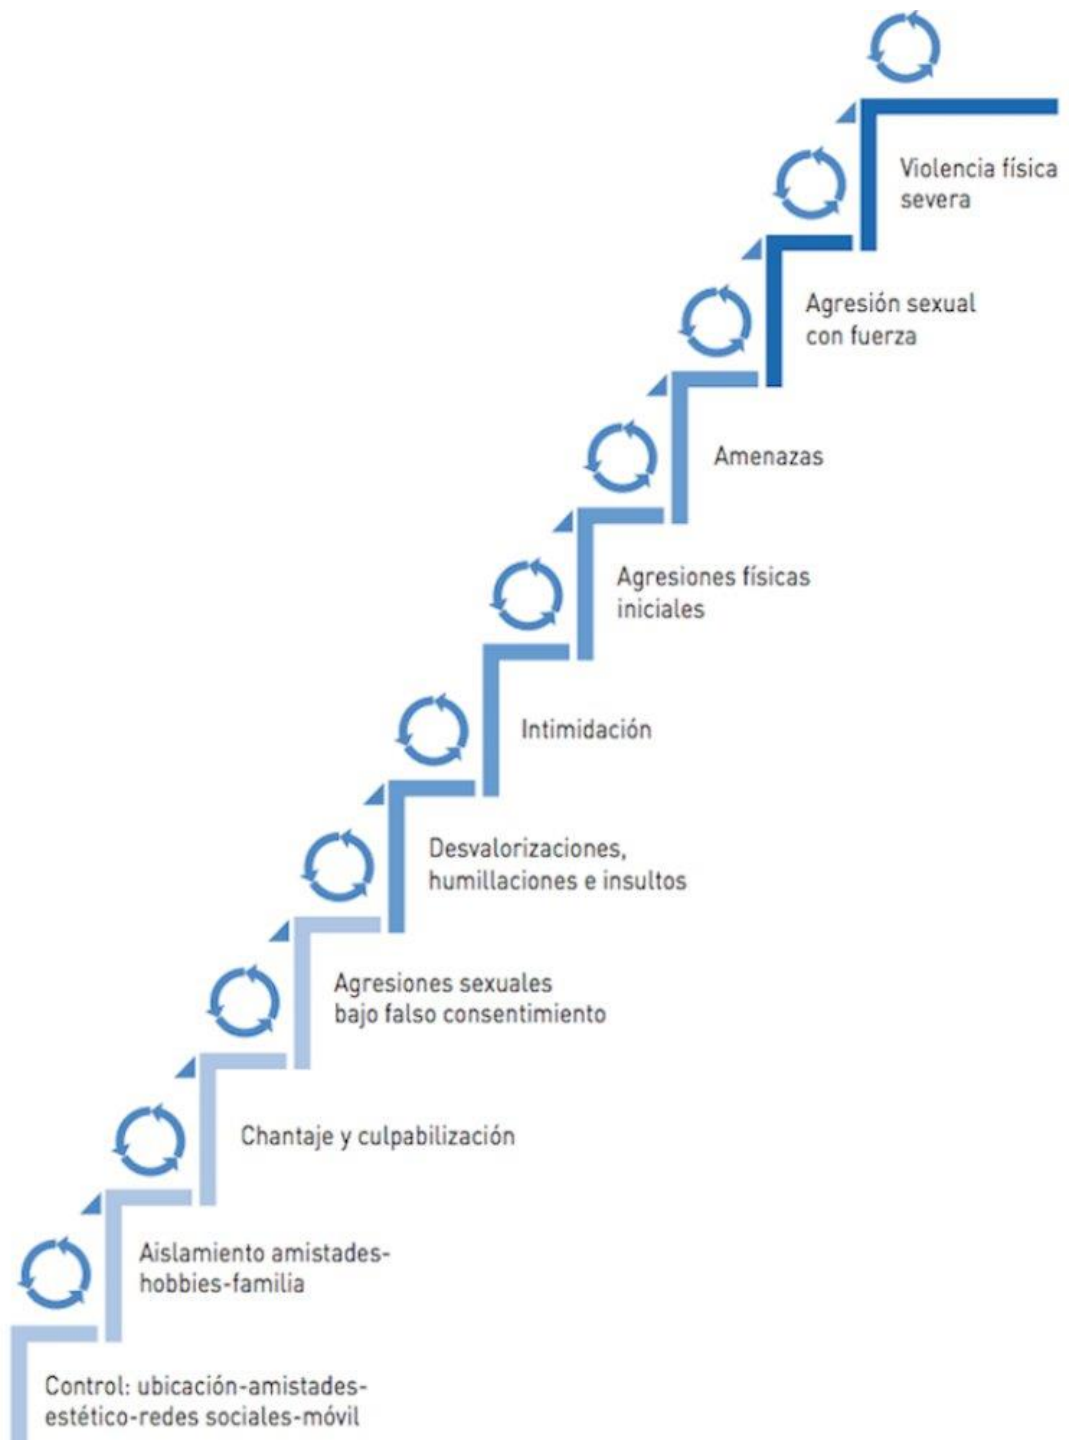 Violencia física
severa
Agresión sexual
con fuerza
Amenazas
Agresiones físicas
iniciales
Intimidación
Desvalorizaciones,
humillaciones e insultos
Agresiones sexuales
bajo falso consentimiento
Chantaje y culpabilización
Aislamiento amistades-
hobbies-familia
Control: ubicación-amistades-
estético-redes sociales-móvil